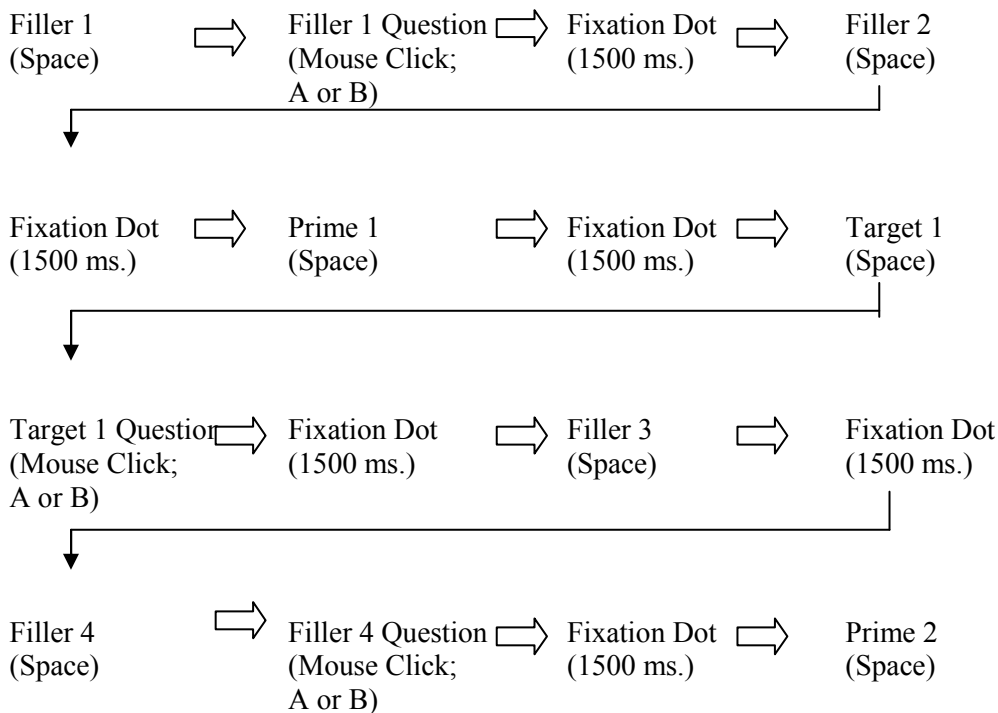 Filler 1
(Space)
Filler 1 Question
(Mouse Click;
A or B)
Fixation Dot
(1500 ms.)
Filler 2
(Space)
Fixation Dot
(1500 ms.)
Prime 1
(Space)
Fixation Dot
(1500 ms.)
Target 1
(Space)
Target 1 Question
(Mouse Click;
A or B)
Fixation Dot
(1500 ms.)
Filler 3
(Space)
Fixation Dot
(1500 ms.)
Filler 4
(Space)
Filler 4 Question
(Mouse Click;
A or B)
Fixation Dot
(1500 ms.)
Prime 2
(Space)